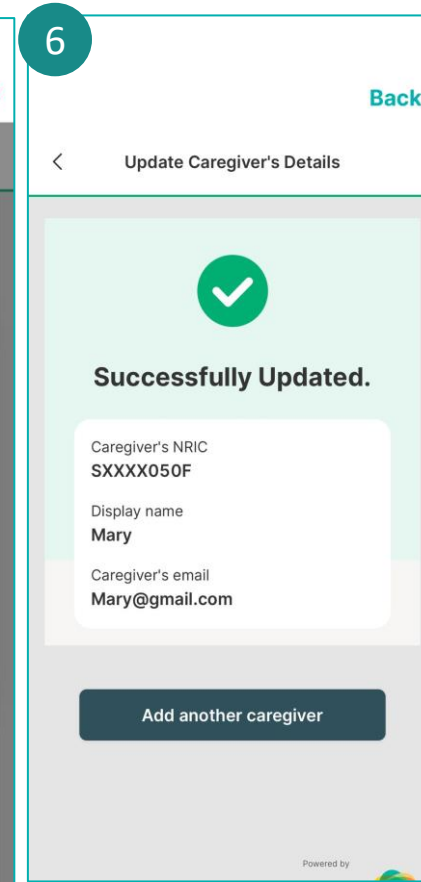 6
Back
Update Caregiver's Details
Successfully Updated.
Caregiver's NRIC
SXXXX050F
Display name
Mary
Caregiver's email
Mary@gmail.com
Add another caregiver
Powered by